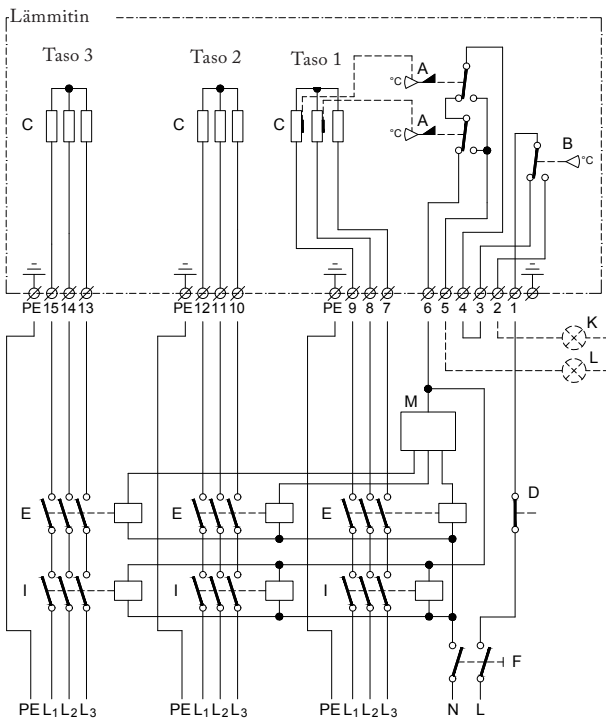 Lämmitin
Taso 3 Taso 2 Taso 1
°C A
C C C °C A
B °C
PE 15 14 13 PE 12 11 10 PE 9 8 7 6 5 4 3 2 1
K
L
M
E E E D
I I I
F
PE L1 L2 L3 PE L1 L2 L3 PE L1 L2 L3 N L